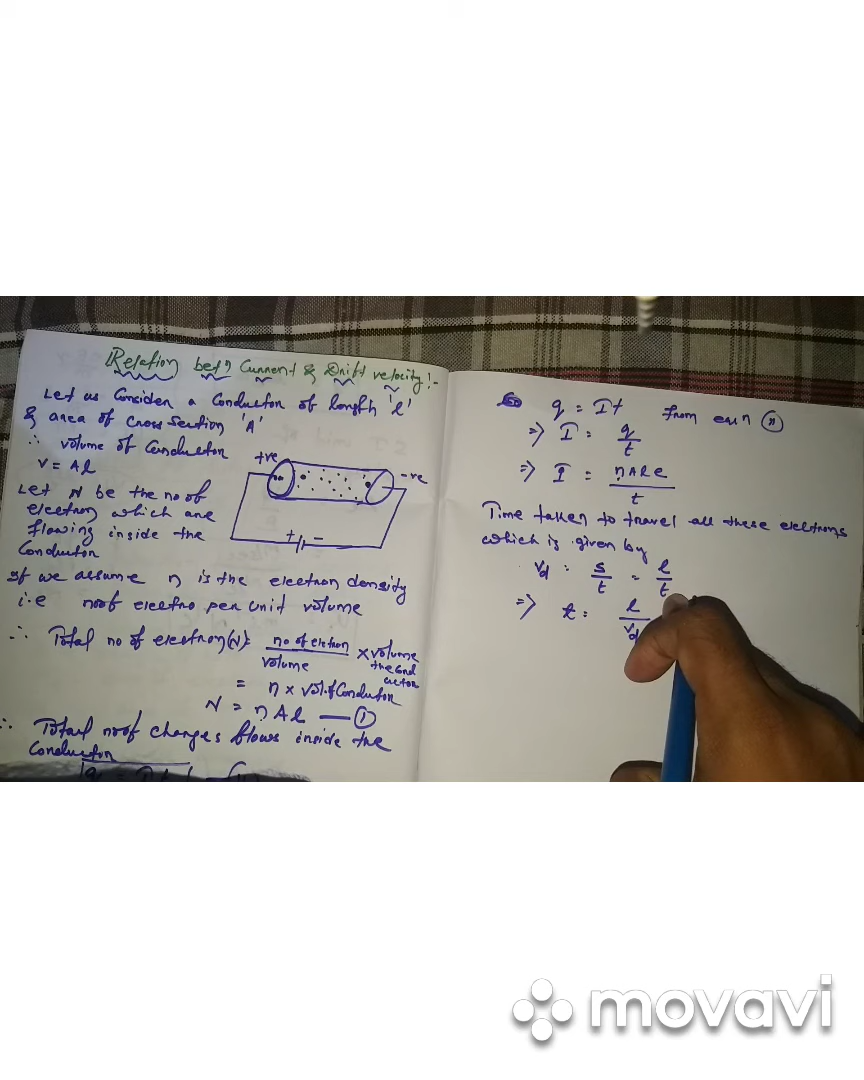 Relation betn Current & Drift velocity :-
Let us Consider a Conductor of length 'l'
& area of cross section 'A'
∴ volume of Conductor
V = Al
+ve
-ve
+ -
Let N be the no of
electron which are
flowing inside the
Conductor
If we assume n is the electron density
i.e no of electro per unit volume
∴ Total no of electron(N) = no of eletron / volume × volume the conductor
= n × vol. of Conductor
N = nAl — (1)
∴ Total no of charges flows inside the
Conductor
q = It
q = It from eqn (ii)
=> I = q/t
=> I = nAle/t
Time taken to travel all these electrons
which is given by
vd = s/t = l/t
=> t = l/vd
movavi